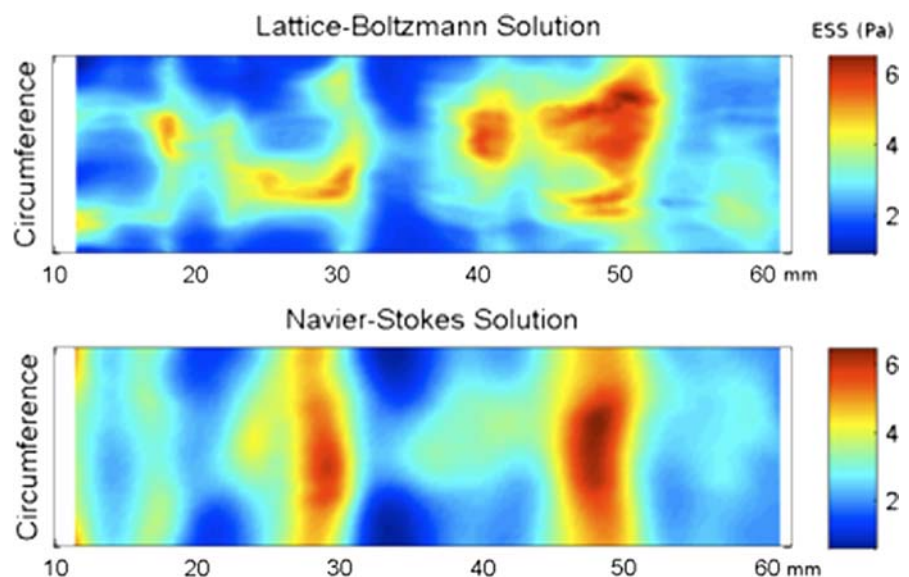 Lattice-Boltzmann Solution
ESS (Pa)
Circumference
6
4
2
10 20 30 40 50 60 mm
Navier-Stokes Solution
Circumference
6
4
2
10 20 30 40 50 60 mm